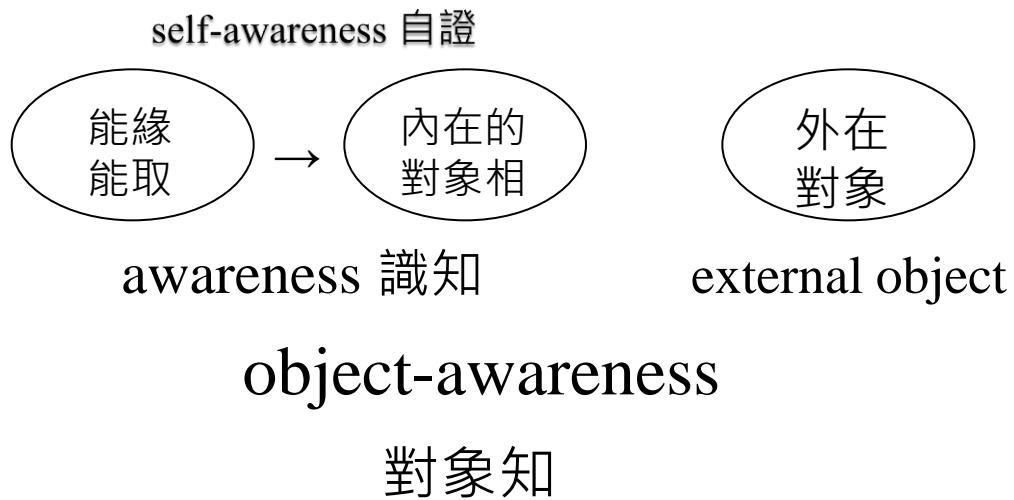 self-awareness 自證
能緣
能取
→
內在的
對象相
外在
對象
awareness 識知
external object
object-awareness
對象知